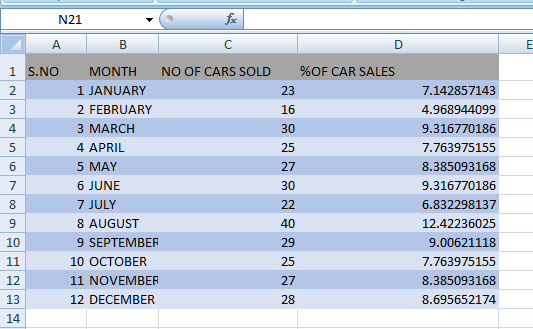 N21 fx
A B C D E
1 S.NO MONTH NO OF CARS SOLD %OF CAR SALES
2 1 JANUARY 23 7.142857143
3 2 FEBRUARY 16 4.968944099
4 3 MARCH 30 9.316770186
5 4 APRIL 25 7.763975155
6 5 MAY 27 8.385093168
7 6 JUNE 30 9.316770186
8 7 JULY 22 6.832298137
9 8 AUGUST 40 12.42236025
10 9 SEPTEMBER 29 9.00621118
11 10 OCTOBER 25 7.763975155
12 11 NOVEMBER 27 8.385093168
13 12 DECEMBER 28 8.695652174
14